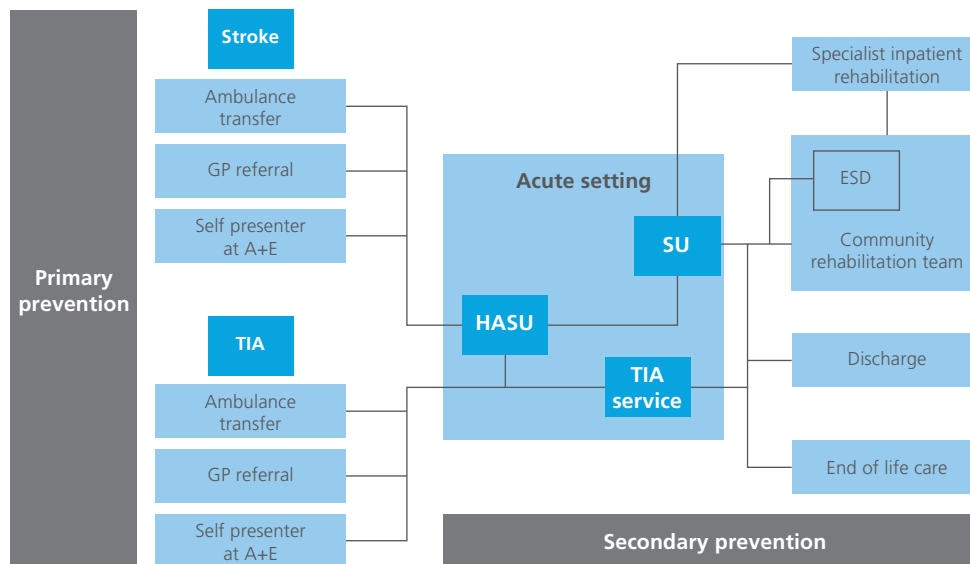 Primary
prevention
Stroke
Ambulance
transfer
GP referral
Self presenter
at A+E
TIA
Ambulance
transfer
GP referral
Self presenter
at A+E
Acute setting
SU
HASU
TIA
service
Specialist inpatient
rehabilitation
ESD
Community
rehabilitation team
Discharge
End of life care
Secondary prevention